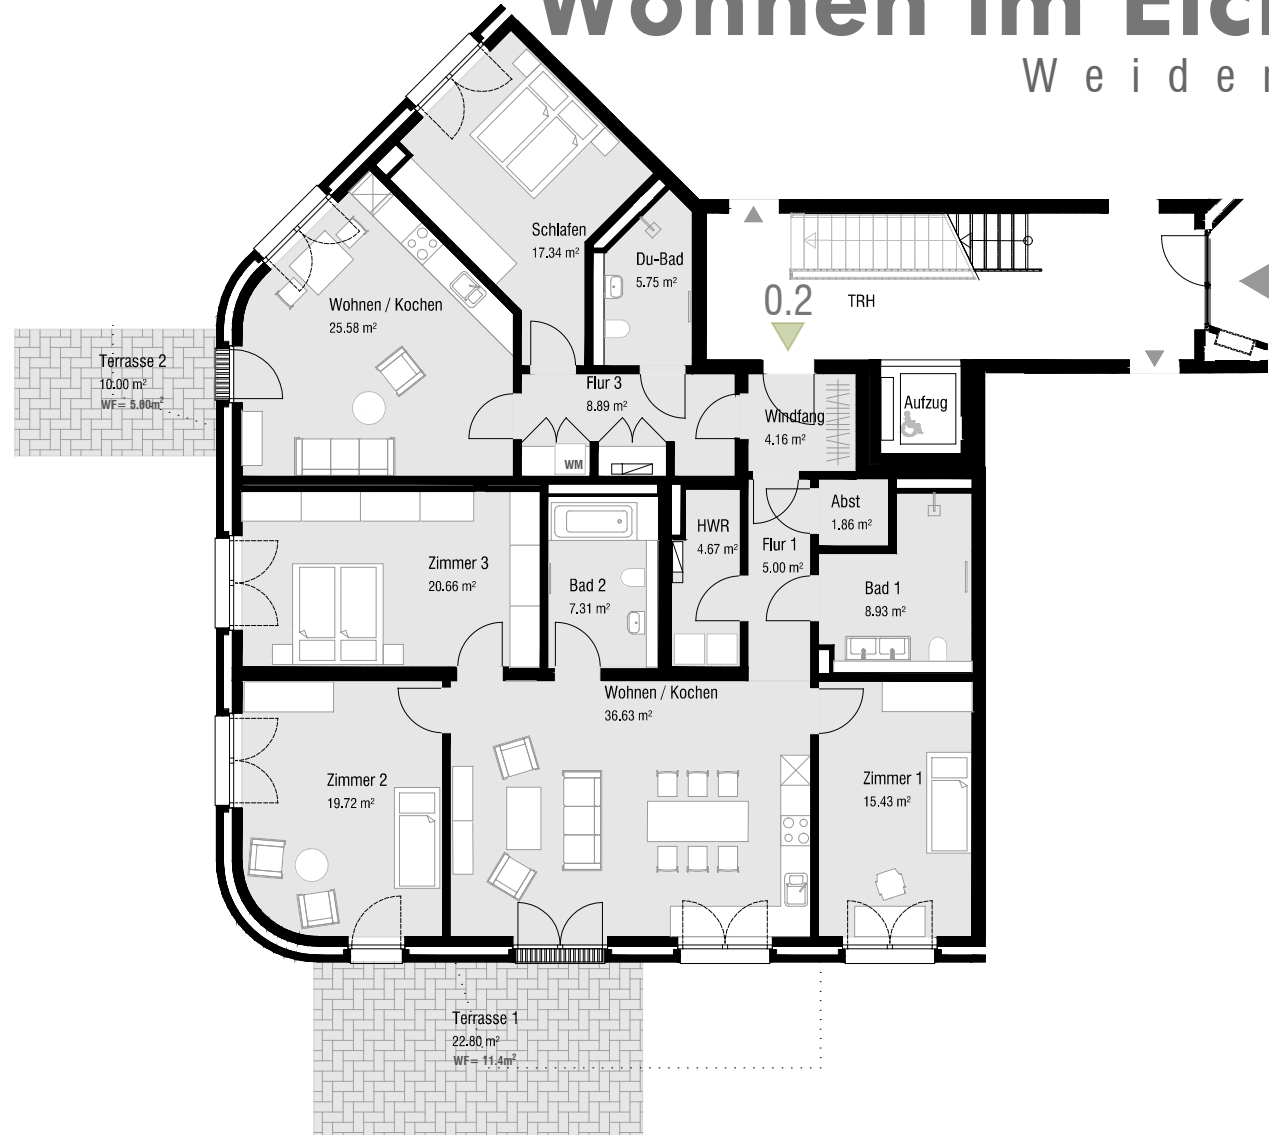 Wohnen im Eich
Weider
Schlafen
17.34 m²
Du-Bad
5.75 m²
0.2
TRH
Wohnen / Kochen
25.58 m²
Terrasse 2
10.00 m²
WF= 5.00m²
Flur 3
8.89 m²
Windfang
4.16 m²
Aufzug
WM
HWR
4.67 m²
Abst
1.86 m²
Flur 1
5.00 m²
Zimmer 3
20.66 m²
Bad 2
7.31 m²
Bad 1
8.93 m²
Wohnen / Kochen
36.63 m²
Zimmer 2
19.72 m²
Zimmer 1
15.43 m²
Terrasse 1
22.80 m²
WF= 11.4m²